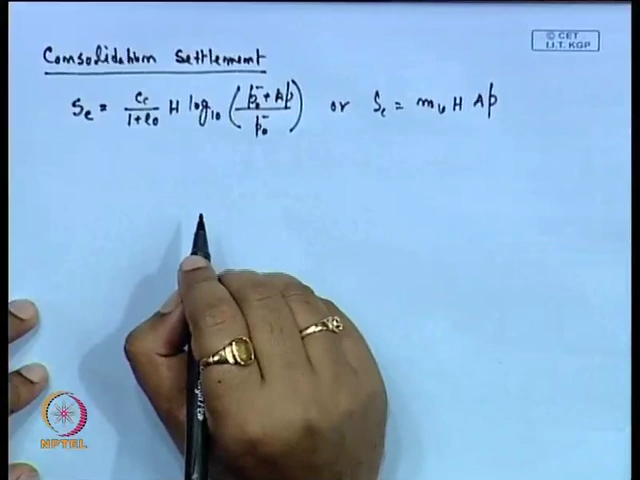 © CET
I.I.T. KGP
Consolidation Settlement
Sc = Cc/(1+e0) H log10 ((p̄0 + Δp)/p̄0) or Sc = mv H Δp
NPTEL